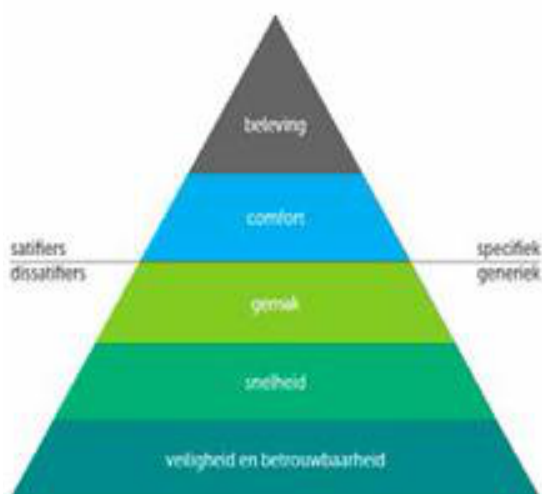 beleving
comfort
satifiers
specifiek
dissatifiers
generiek
gemak
snelheid
veiligheid en betrouwbaarheid